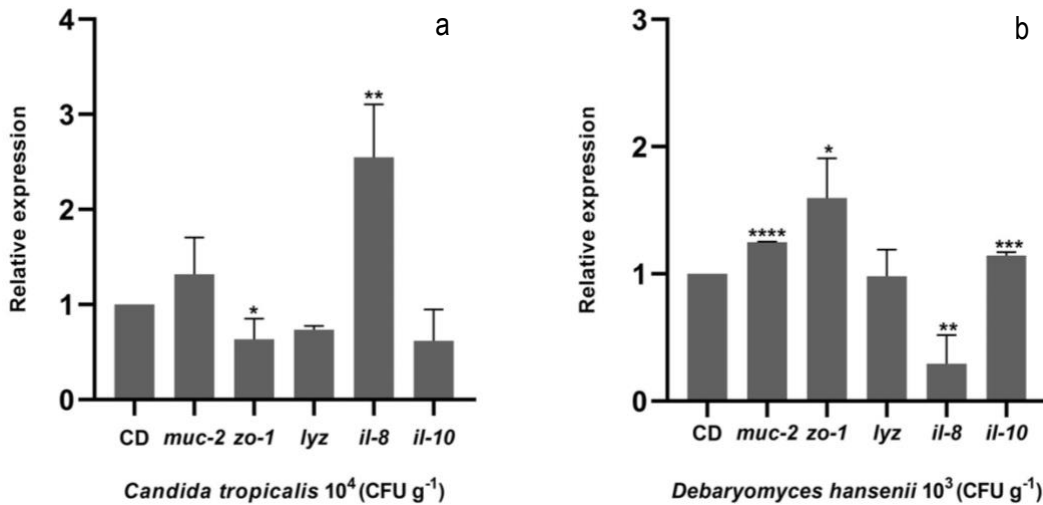 a
Relative expression
4
3
2
1
0
**
*
CD muc-2 zo-1 lyz il-8 il-10
Candida tropicalis 10⁴ (CFU g⁻¹)
b
Relative expression
3
2
1
0
*
****
***
**
CD muc-2 zo-1 lyz il-8 il-10
Debaryomyces hansenii 10³ (CFU g⁻¹)